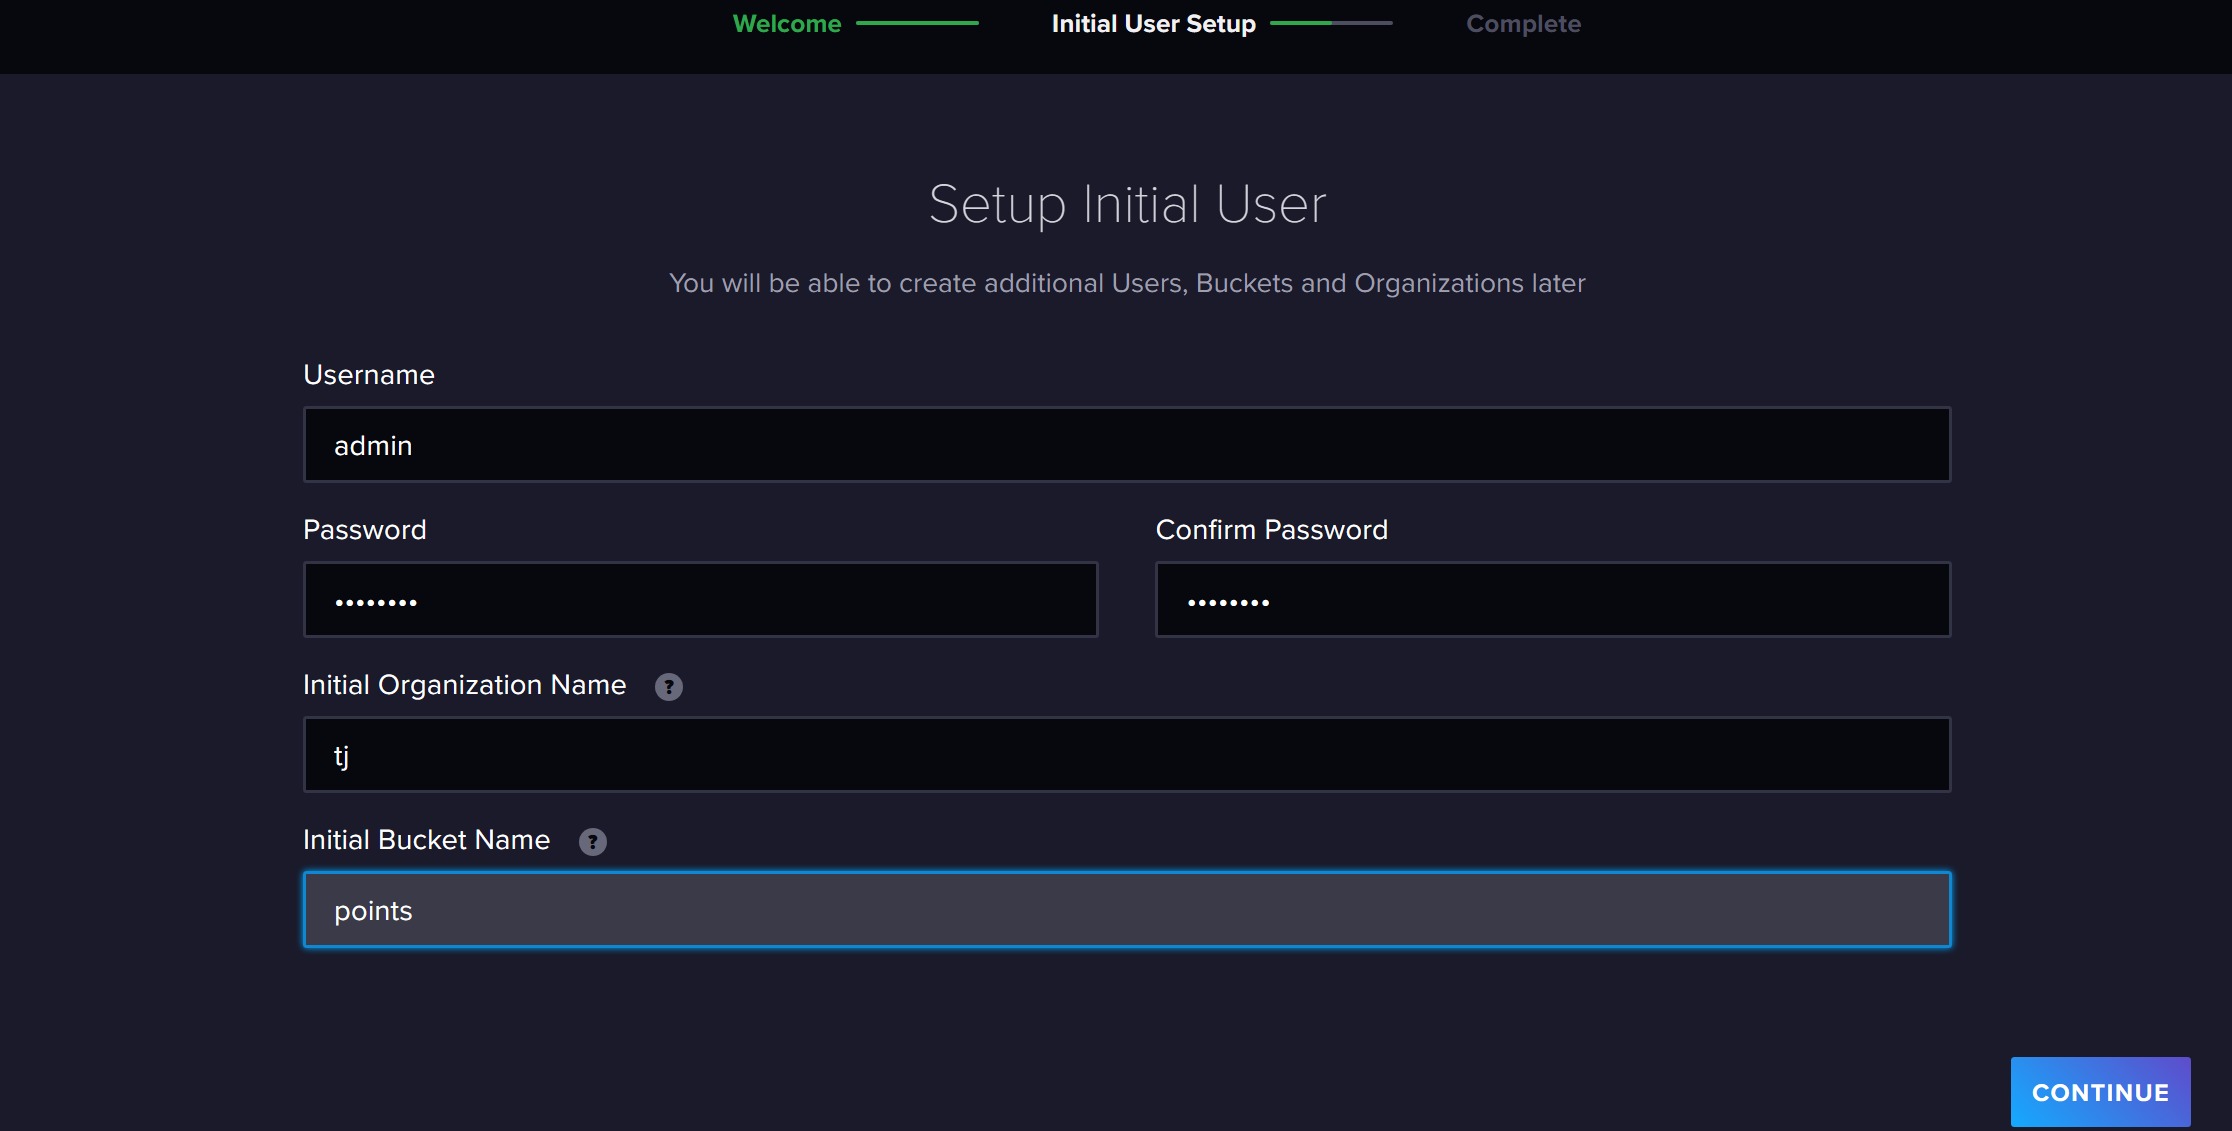 Welcome Initial User Setup Complete
Setup Initial User
You will be able to create additional Users, Buckets and Organizations later
Username
admin
Password Confirm Password
•••••••• ••••••••
Initial Organization Name ?
tj
Initial Bucket Name ?
points
CONTINUE